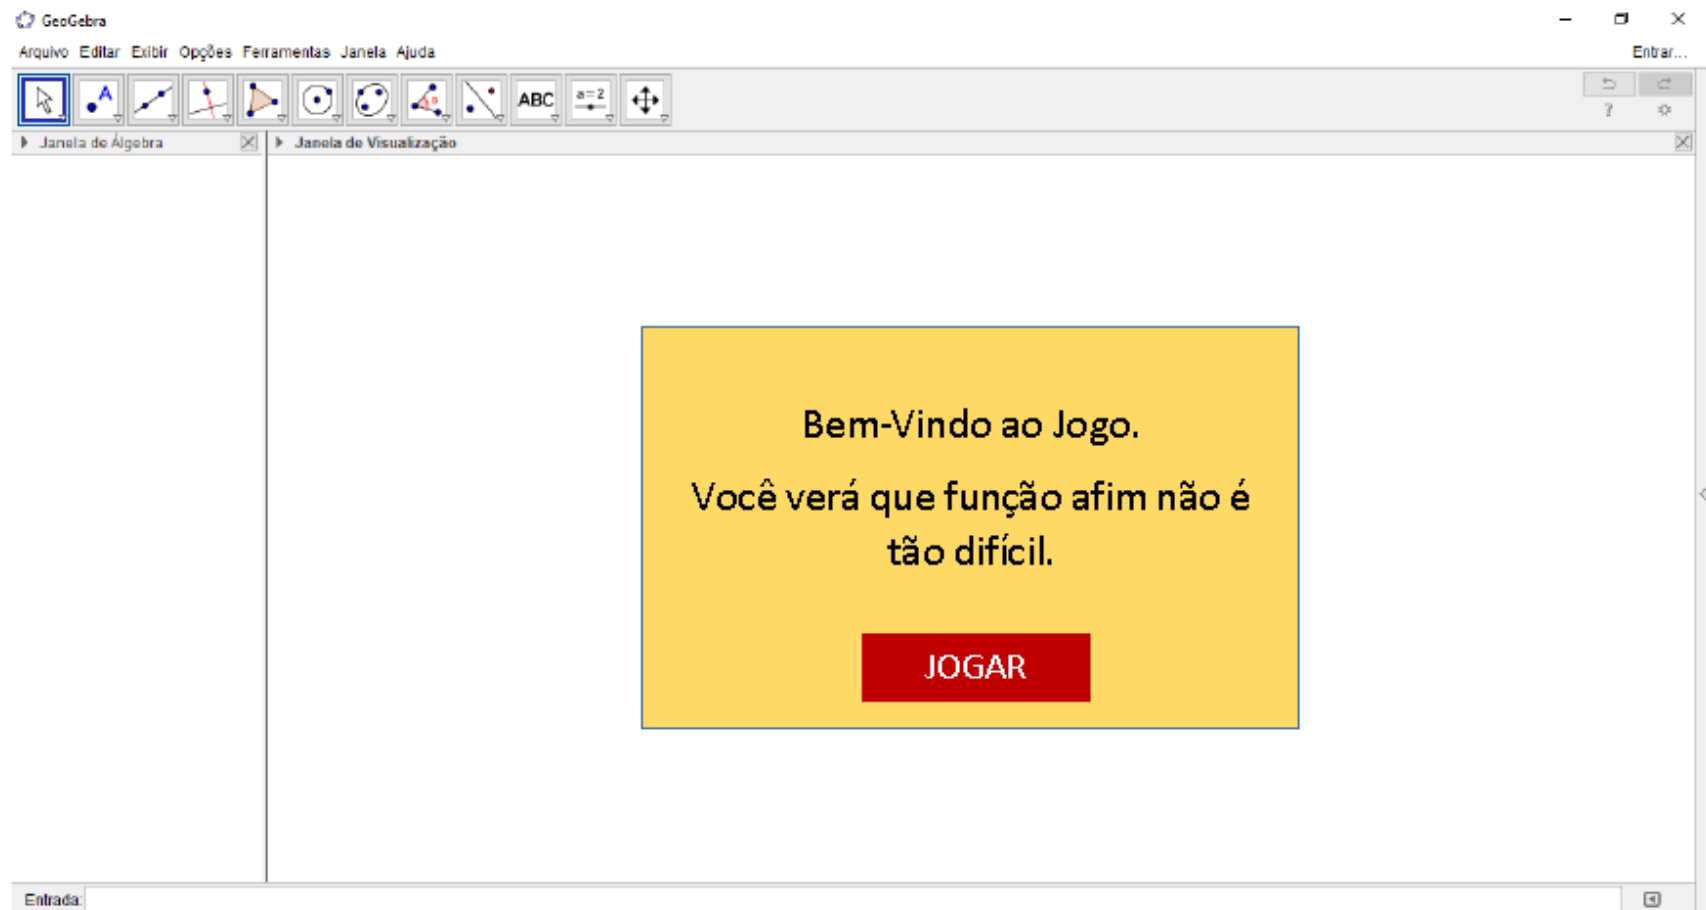 GeoGebra
Arquivo Editar Exibir Opções Ferramentas Janela Ajuda
Entrar...
A
ABC
a=2
?
Janela de Álgebra
Janela de Visualização
Bem-Vindo ao Jogo.
Você verá que função afim não é
tão difícil.
JOGAR
Entrada: